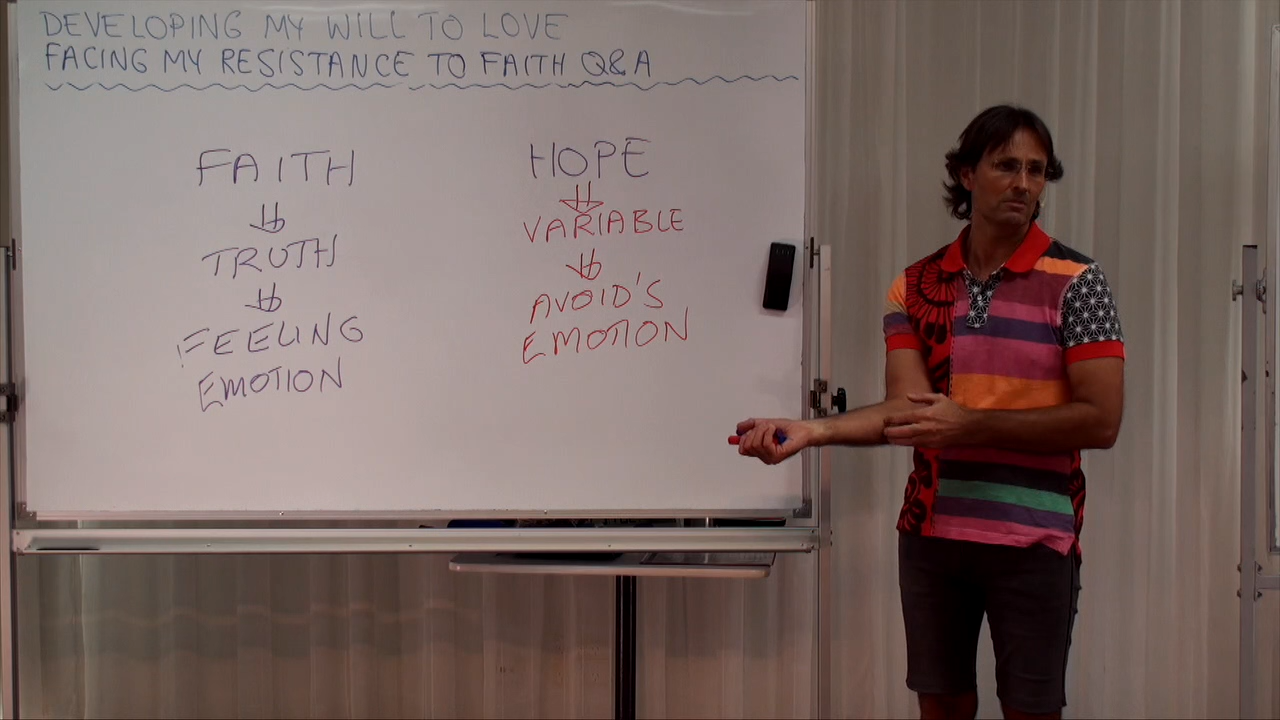 DEVELOPING MY WILL TO LOVE
FACING MY RESISTANCE TO FAITH Q&A
FAITH
TRUTH
FEELING
EMOTION
HOPE
VARIABLE
AVOID'S
EMOTION